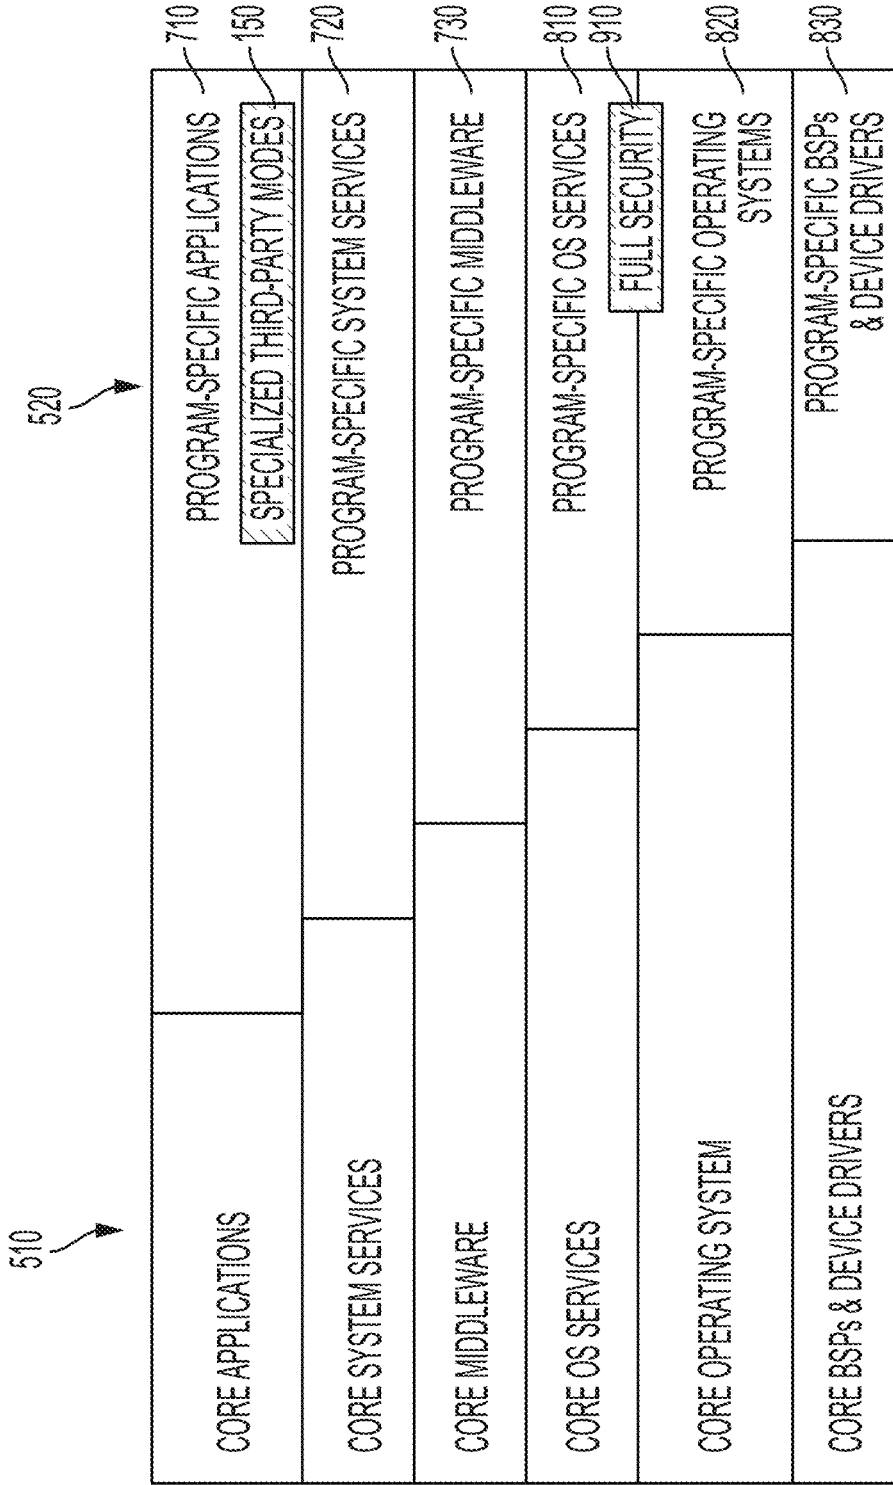 510
520
CORE APPLICATIONS
PROGRAM-SPECIFIC APPLICATIONS
710
SPECIALIZED THIRD-PARTY MODES
150
CORE SYSTEM SERVICES
PROGRAM-SPECIFIC SYSTEM SERVICES
720
CORE MIDDLEWARE
PROGRAM-SPECIFIC MIDDLEWARE
730
CORE OS SERVICES
PROGRAM-SPECIFIC OS SERVICES
810
FULL SECURITY
910
CORE OPERATING SYSTEM
PROGRAM-SPECIFIC OPERATING
SYSTEMS
820
CORE BSPs & DEVICE DRIVERS
PROGRAM-SPECIFIC BSPs
& DEVICE DRIVERS
830